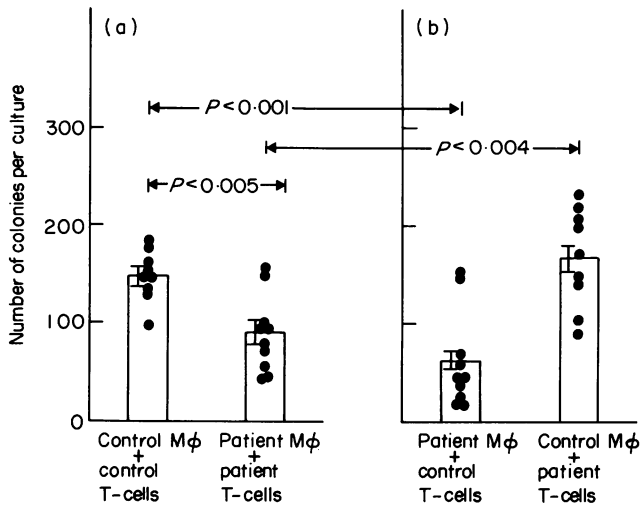 (a)
(b)
Number of colonies per culture
P<0·001
300
P<0·004
P<0·005
200
100
0
Control Mϕ
+
control
T-cells
Patient Mϕ
+
patient
T-cells
Patient Mϕ
+
control
T-cells
Control Mϕ
+
patient
T-cells